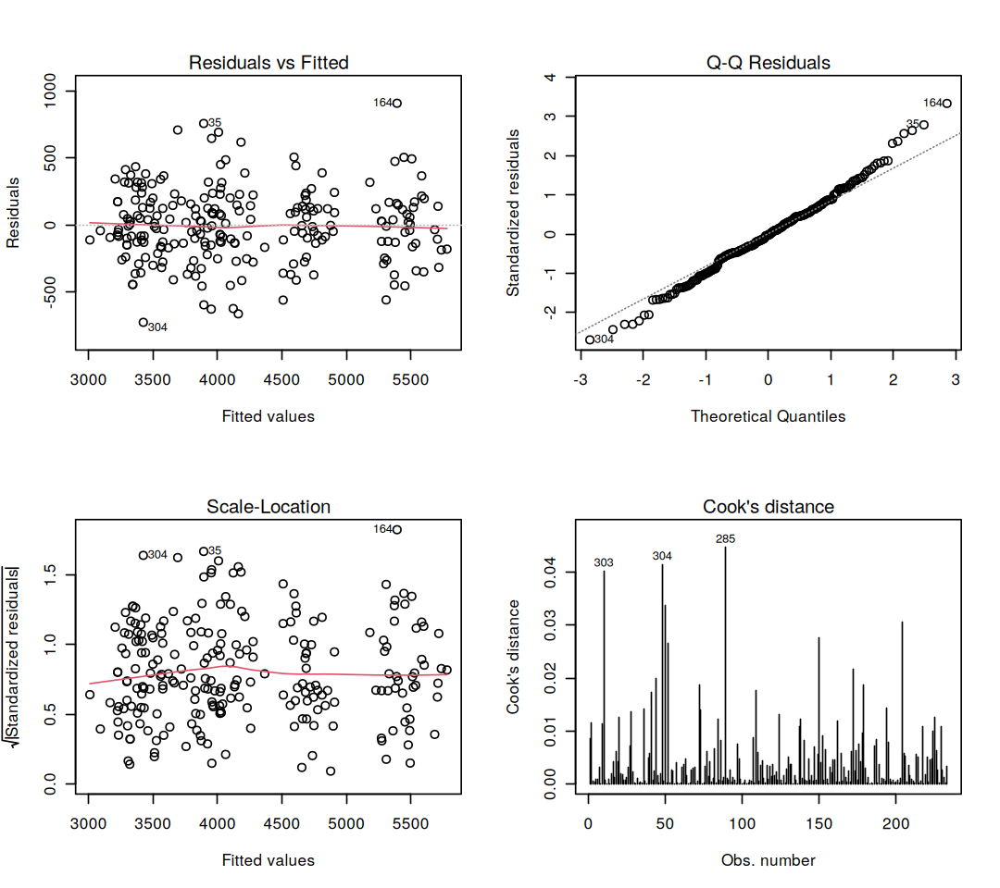 Residuals vs Fitted
Residuals
1000
500
0
-500
164
35
304
3000 3500 4000 4500 5000 5500
Fitted values
Q-Q Residuals
Standardized residuals
4
3
2
1
0
-1
-2
164
35
304
-3 -2 -1 0 1 2 3
Theoretical Quantiles
Scale-Location
√|Standardized residuals|
1.5
1.0
0.5
0.0
164
304
35
3000 3500 4000 4500 5000 5500
Fitted values
Cook's distance
Cook's distance
0.04
0.03
0.02
0.01
0.00
285
304
303
0 50 100 150 200
Obs. number